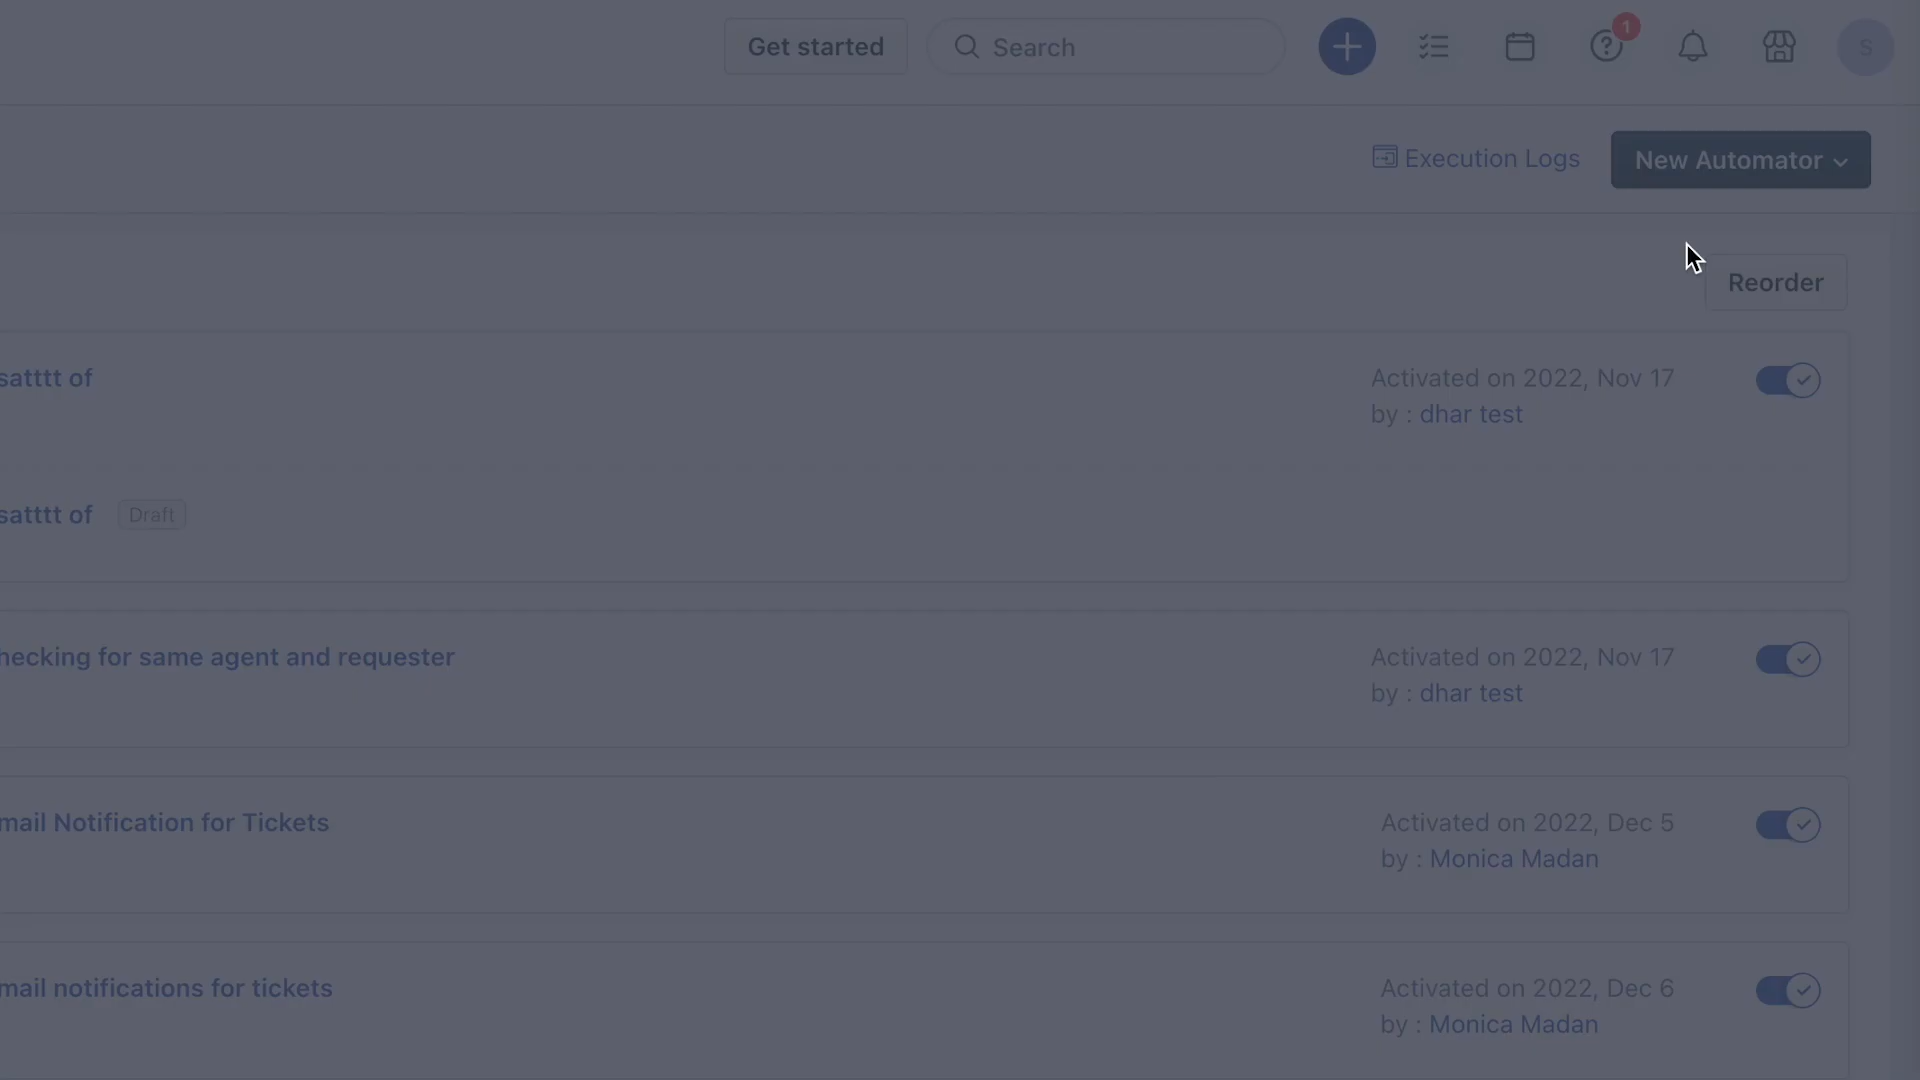 Get started
Search
1
S
Execution Logs
New Automator
Reorder
satttt of
Activated on 2022, Nov 17
by : dhar test
satttt of
Draft
hecking for same agent and requester
Activated on 2022, Nov 17
by : dhar test
mail Notification for Tickets
Activated on 2022, Dec 5
by : Monica Madan
mail notifications for tickets
Activated on 2022, Dec 6
by : Monica Madan